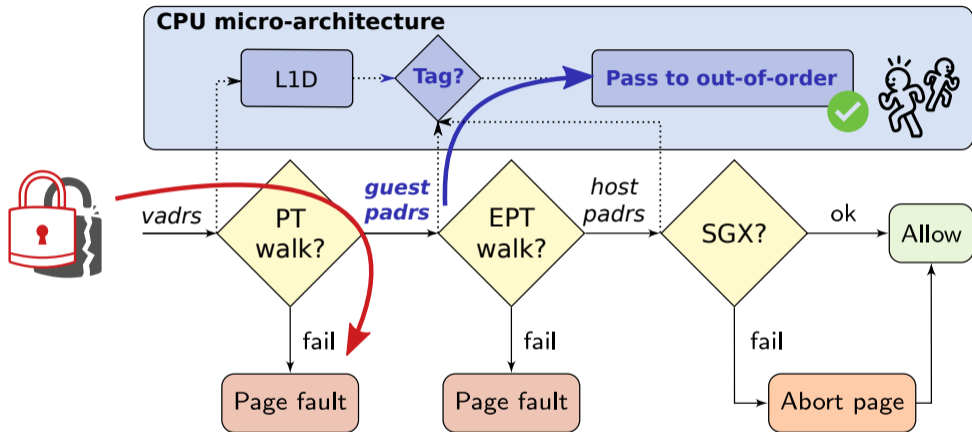 CPU micro-architecture
L1D
Tag?
Pass to out-of-order
vadrs
PT
walk?
guest
padrs
EPT
walk?
host
padrs
SGX?
ok
Allow
fail
fail
fail
Page fault
Page fault
Abort page